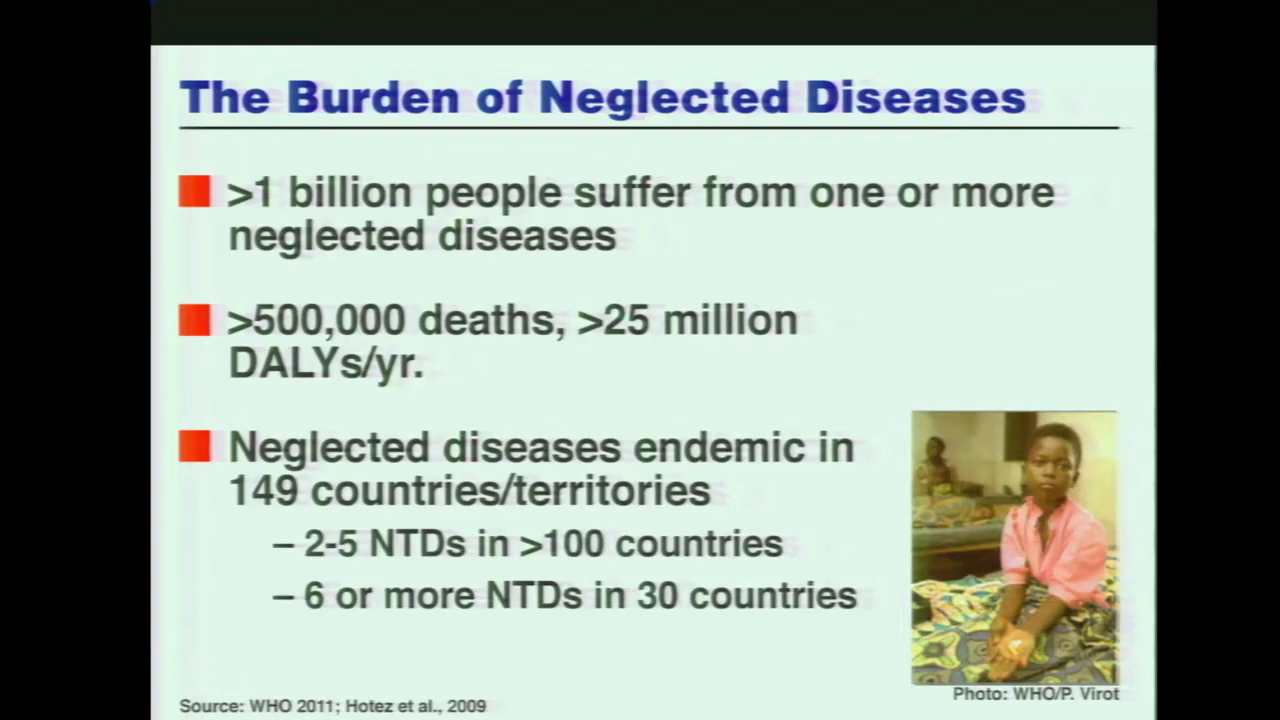 The Burden of Neglected Diseases
>1 billion people suffer from one or more
neglected diseases
>500,000 deaths, >25 million
DALYs/yr.
Neglected diseases endemic in
149 countries/territories
– 2-5 NTDs in >100 countries
– 6 or more NTDs in 30 countries
Photo: WHO/P. Virot
Source: WHO 2011; Hotez et al., 2009